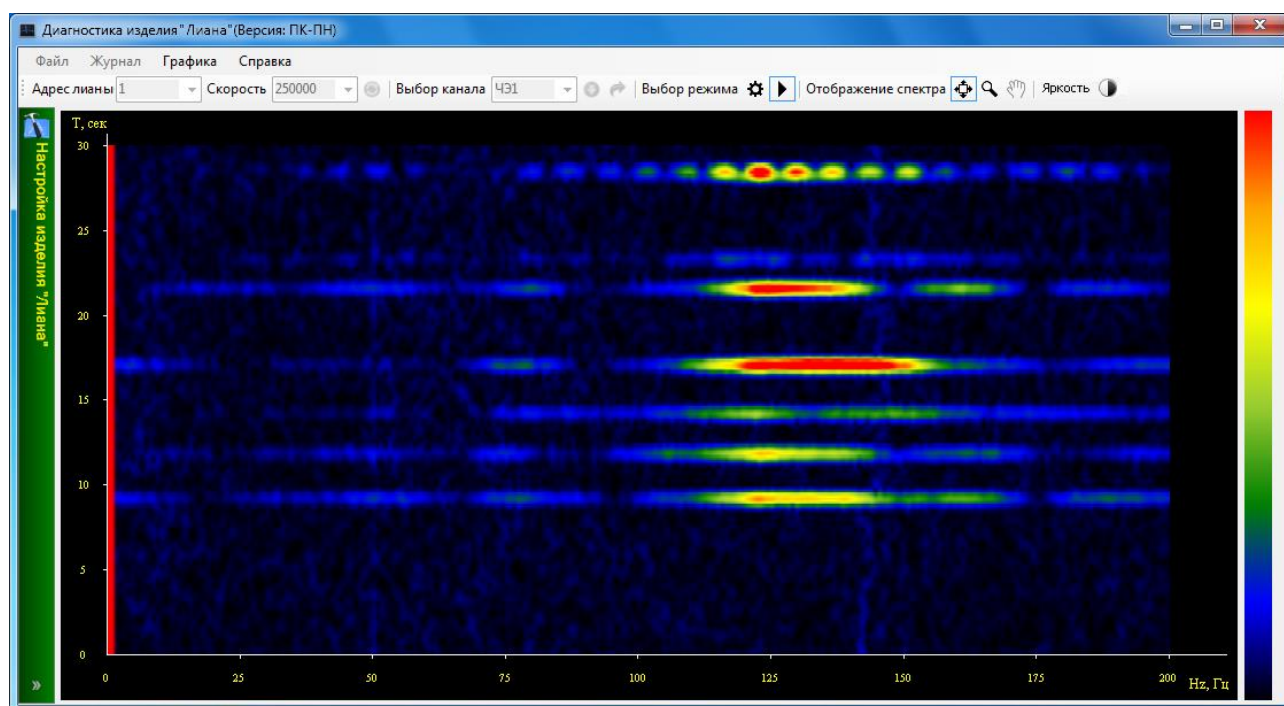 Диагностика изделия "Лиана"(Версия: ПК-ПН)
Файл Журнал Графика Справка
Адрес лианы 1 Скорость 250000 Выбор канала ЧЭ1 Выбор режима Отображение спектра Яркость
Настройка изделия "Лиана"
T, сек
30
25
20
15
10
5
0
0 25 50 75 100 125 150 175 200 Hz, Гц